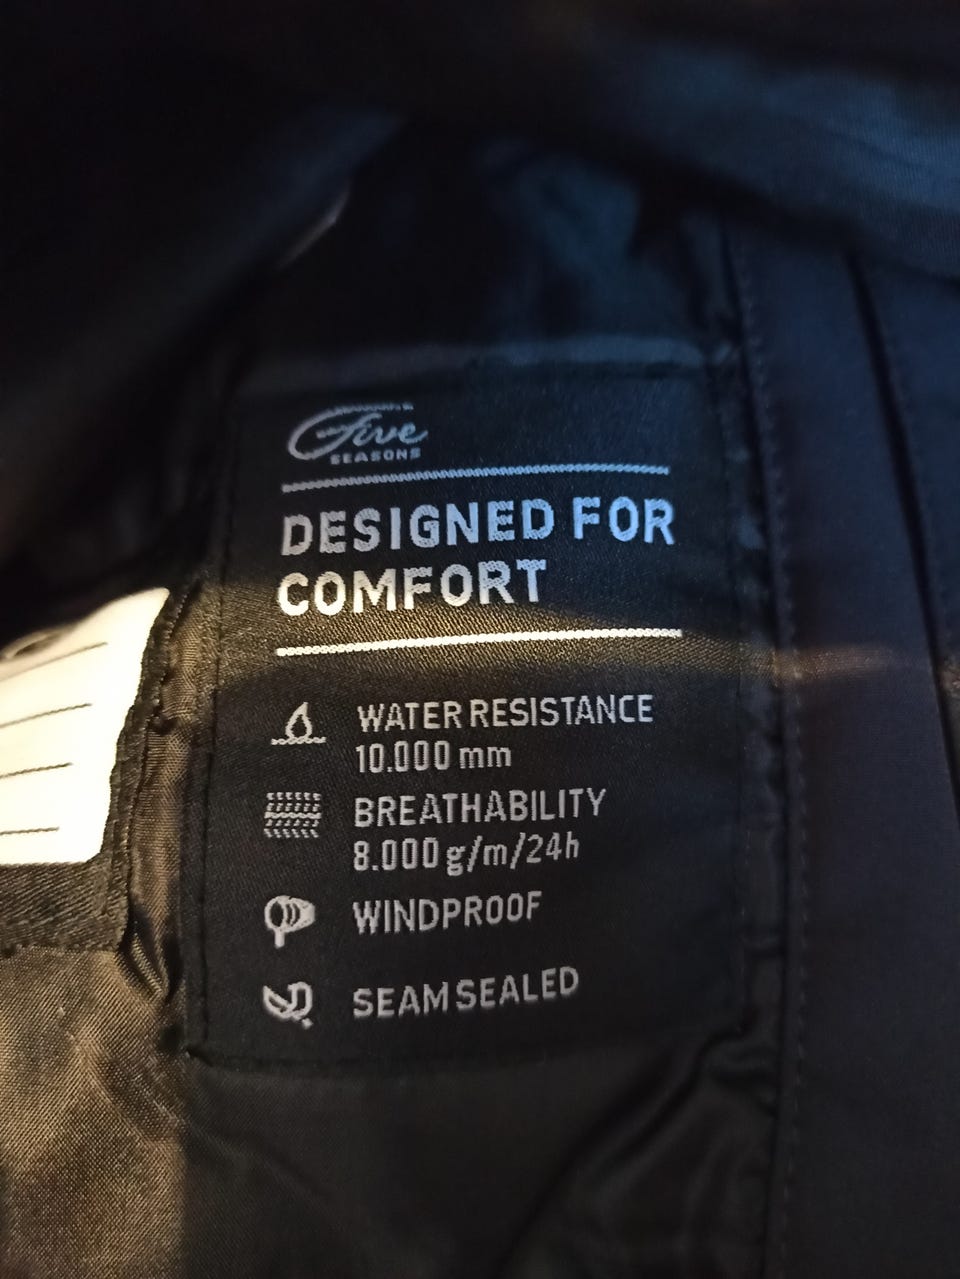 Five
SEASONS
DESIGNED FOR
COMFORT
WATER RESISTANCE
10.000 mm
BREATHABILITY
8.000 g/m/24h
WINDPROOF
SEAM SEALED